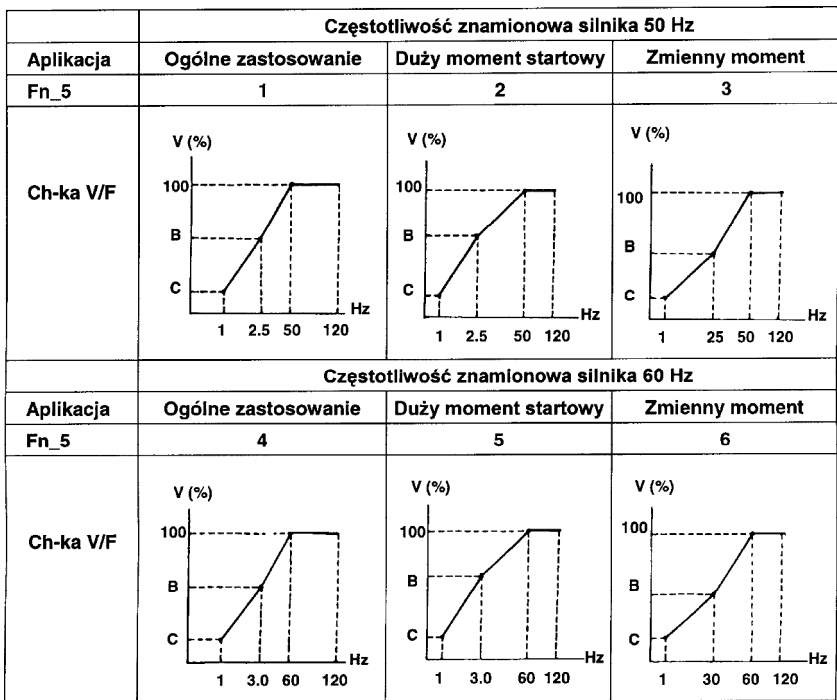 Częstotliwość znamionowa silnika 50 Hz
Aplikacja Ogólne zastosowanie Duży moment startowy Zmienny moment
Fn_5 1 2 3
Ch-ka V/F
V (%)
100
B
C
Hz
1 2.5 50 120
V (%)
100
B
C
Hz
1 2.5 50 120
V (%)
100
B
C
Hz
1 25 50 120
Częstotliwość znamionowa silnika 60 Hz
Aplikacja Ogólne zastosowanie Duży moment startowy Zmienny moment
Fn_5 4 5 6
Ch-ka V/F
V (%)
100
B
C
Hz
1 3.0 60 120
V (%)
100
B
C
Hz
1 3.0 60 120
V (%)
100
B
C
Hz
1 30 60 120